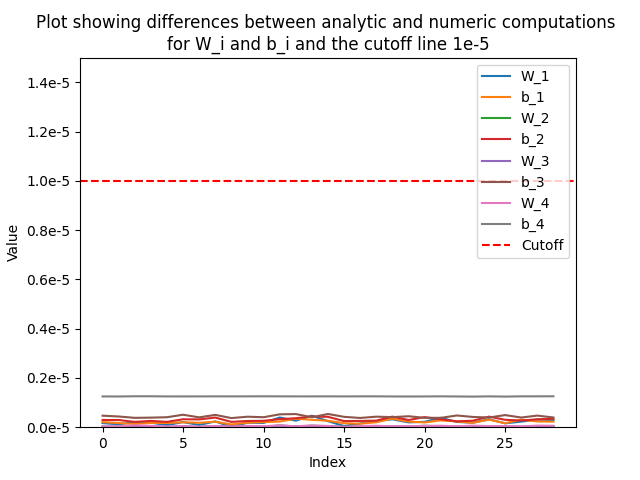 Plot showing differences between analytic and numeric computations
for W_i and b_i and the cutoff line 1e-5
1.4e-5
1.2e-5
1.0e-5
0.8e-5
0.6e-5
0.4e-5
0.2e-5
0.0e-5
Value
W_1
b_1
W_2
b_2
W_3
b_3
W_4
b_4
Cutoff
0 5 10 15 20 25
Index